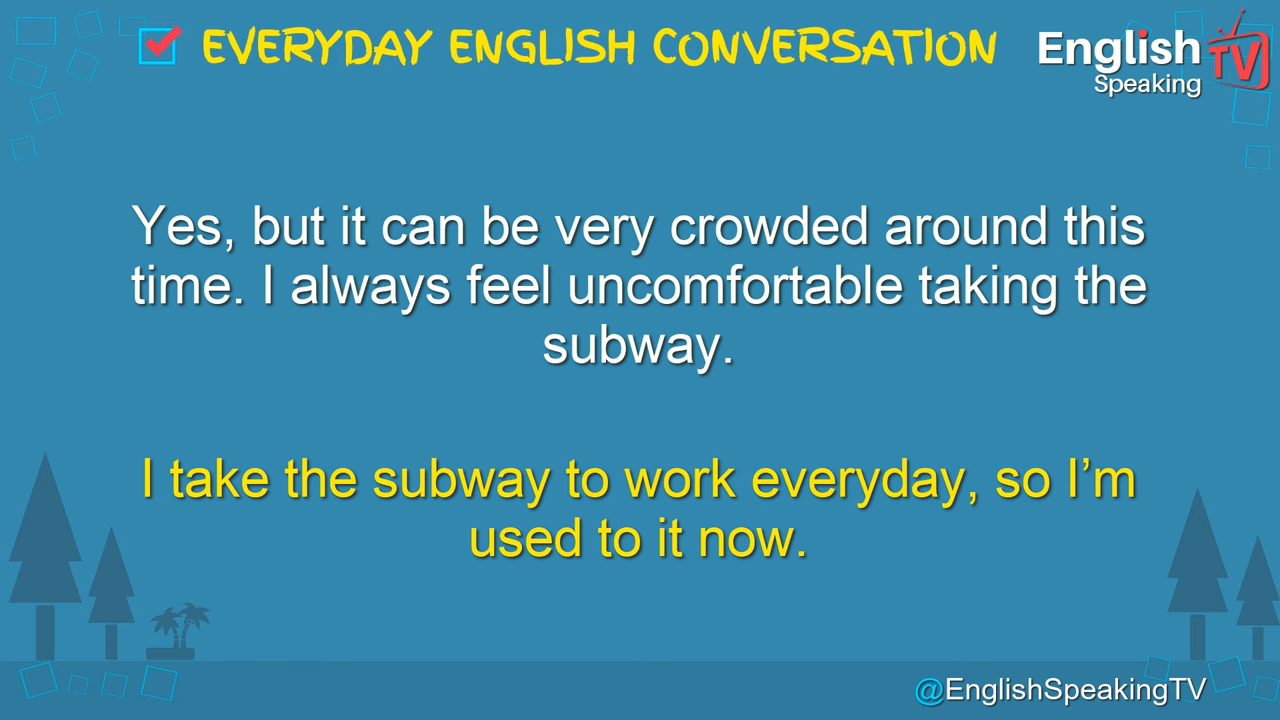 EVERYDAY ENGLISH CONVERSATION
English
Speaking
TV
Yes, but it can be very crowded around this
time. I always feel uncomfortable taking the
subway.
I take the subway to work everyday, so I’m
used to it now.
@EnglishSpeakingTV